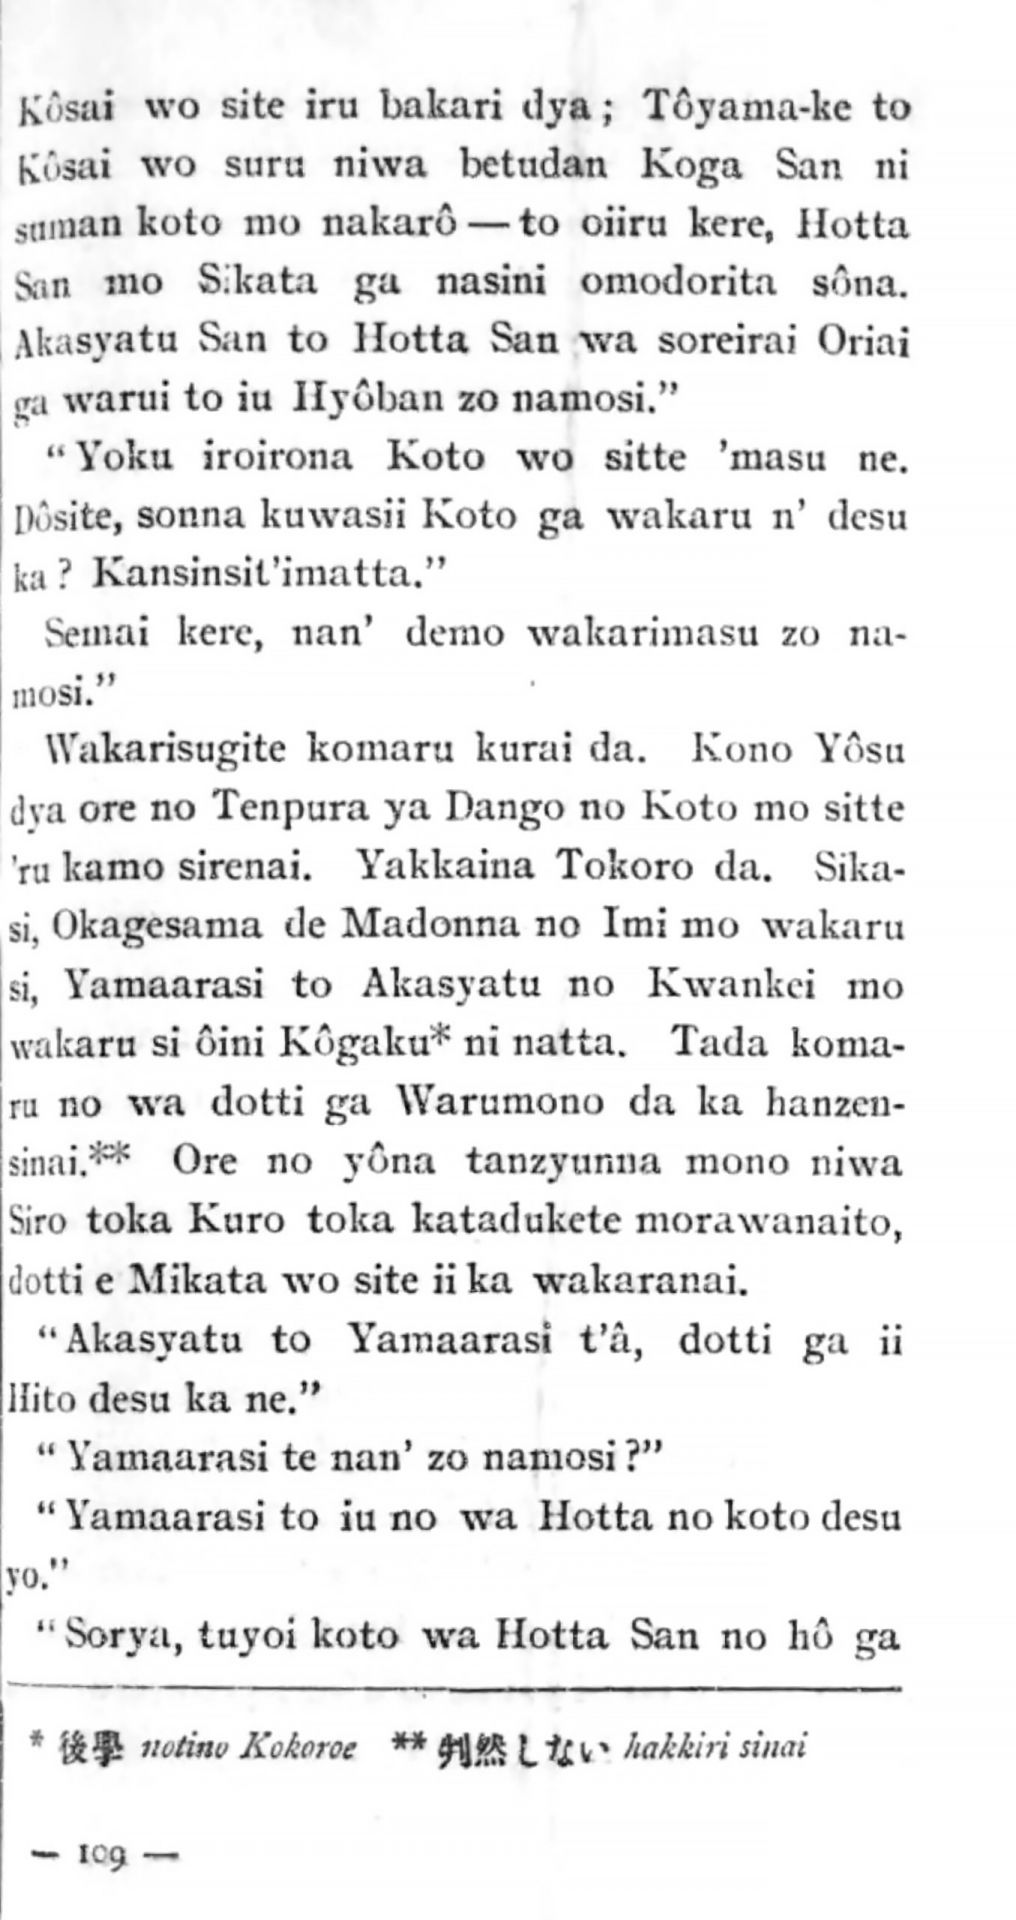 Kôsai wo site iru bakari dya; Tôyama-ke to
Kôsai wo suru niwa betudan Koga San ni
suman koto mo nakarô — to oiiru kere, Hotta
San mo Sikata ga nasini omodorita sôna.
Akasyatu San to Hotta San wa soreirai Oriai
ga warui to iu Hyôban zo namosi.”
“Yoku iroirona Koto wo sitte ’masu ne.
Dôsite, sonna kuwasii Koto ga wakaru n’ desu
ka? Kansinsit’imatta.”
Semai kere, nan’ demo wakarimasu zo na-
mosi.”
Wakarisugite komaru kurai da. Kono Yôsu
dya ore no Tenpura ya Dango no Koto mo sitte
’ru kamo sirenai. Yakkaina Tokoro da. Sika-
si, Okagesama de Madonna no Imi mo wakaru
si, Yamaarasi to Akasyatu no Kwankei mo
wakaru si ôini Kôgaku* ni natta. Tada koma-
ru no wa dotti ga Warumono da ka hanzen-
sinai.** Ore no yôna tanzyunna mono niwa
Siro toka Kuro toka katadukete morawanaito,
dotti e Mikata wo site ii ka wakaranai.
“Akasyatu to Yamaarasi t’â, dotti ga ii
Hito desu ka ne.”
“Yamaarasi te nan’ zo namosi?”
“Yamaarasi to iu no wa Hotta no koto desu
yo.”
“Sorya, tuyoi koto wa Hotta San no hô ga
* 後學 notino Kokoroe ** 判然しない hakkiri sinai
— 109 —